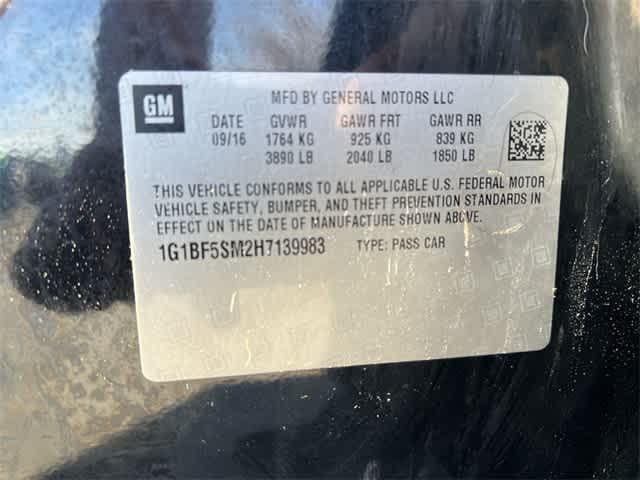 GM
MFD BY GENERAL MOTORS LLC
DATE GVWR GAWR FRT GAWR RR
09/16 1764 KG 925 KG 839 KG
3890 LB 2040 LB 1850 LB
THIS VEHICLE CONFORMS TO ALL APPLICABLE U.S. FEDERAL MOTOR
VEHICLE SAFETY, BUMPER, AND THEFT PREVENTION STANDARDS IN
EFFECT ON THE DATE OF MANUFACTURE SHOWN ABOVE.
1G1BF5SM2H7139983 TYPE: PASS CAR